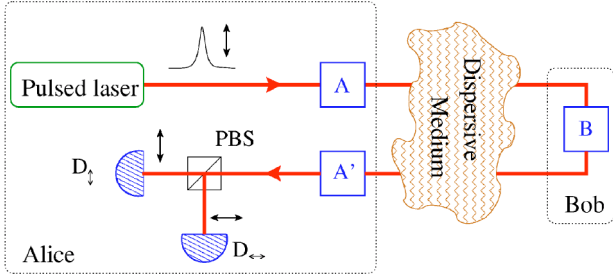 Pulsed laser
A
Dispersive
Medium
B
PBS
D↕
A'
D↔
Alice
Bob